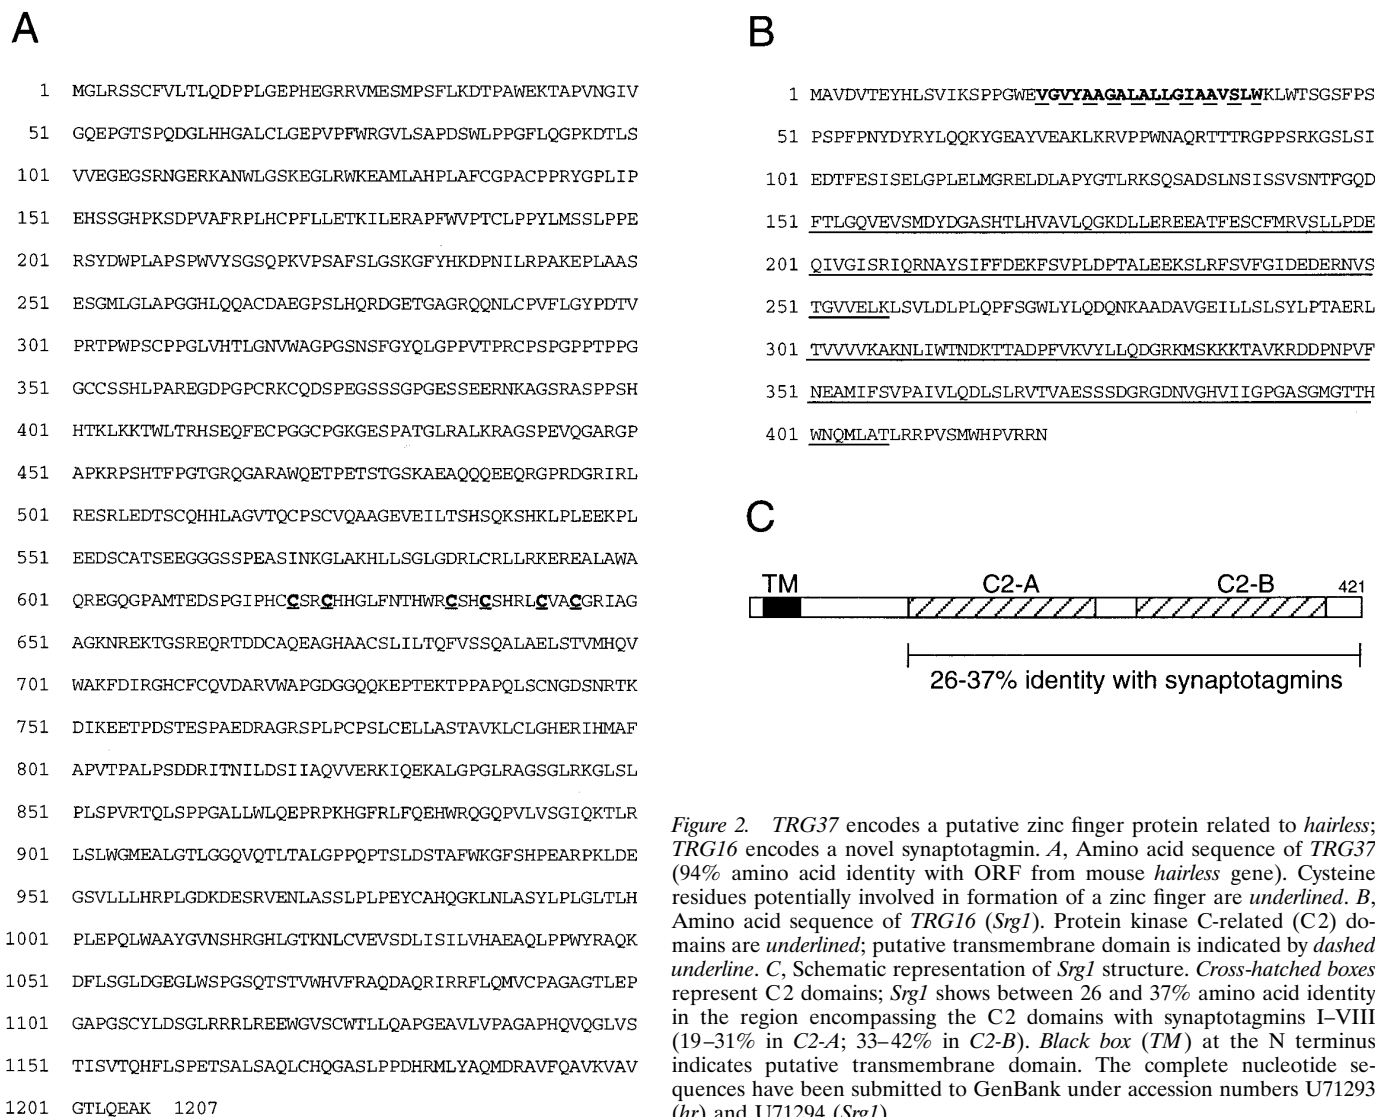 A
1 MGLRSSCFVLTLQDPPLGEPHEGRRVMESMPSFLKDTPAWEKTAPVNGIV
51 GQEPGTSPQDGLHHGALCLGEPVPFWRGVLSAPDSWLPPGFLQGPKDTLS
101 VVEGEGSRNGERKANWLGSKEGLRWKEAMLAHPLAFCGPACPPRYGPLIP
151 EHSSGHPKSDPVAFRPLHCPFLLETKILERAPFWVPTCLPPYLMSSLPPE
201 RSYDWPLAPSPWVYSGSQPKVPSAFSLGSKGFYHKDPNILRPAKEPLAAS
251 ESGMLGLAPGGHLQQACDAEGPSLHQRDGETGAGRQQNLCPVFLGYPDTV
301 PRTPWPSCPPGLVHTLGNVWAGPGSNSFGYQLGPPVTPRCPSPGPPTPPG
351 GCCSSHLPAREGDPGPCRKCQDSPEGSSSGPGESSEERNKAGSRASPPSH
401 HTKLKKTWLTRHSEQFECPGGCPGKGESPATGLRALKRAGSPEVQGARGP
451 APKRPSHTFPGTGRQGARAWQETPETSTGSKAEAQQQEEQRGPRDGRIRL
501 RESRLEDTSCQHHLAGVTQCPSCVQAAGEVEILTSHSQKSHKLPLEEKPL
551 EEDSCATSEEGGGSSPEASINKGLAKHLLSGLGDRLCRLLRKEREALAWA
601 QREGQGPAMTEDSPGIPHCCSRCHHGLFNTHWRCSHCSHRLCVACGRIAG
651 AGKNREKTGSREQRTDDCAQEAGHAACSLILTQFVSSQALAELSTVMHQV
701 WAKFDIRGHCFCQVDARVWAPGDGGQQKEPTEKTPPAPQLSCNGDSNRTK
751 DIKEETPDSTESPAEDRAGRSPLPCPSLCELLASTAVKLCLGHERIHMAF
801 APVTPALPSDDRITNILDSIIAQVVERKIQEKALGPGLRAGSGLRKGLSL
851 PLSPVRTQLSPPGALLWLQEPRPKHGFRLFQEHWRQGQPVLVSGIQKTLR
901 LSLWGMEALGTLGGQVQTLTALGPPQPTSLDSTAFWKGFSHPEARPKLDE
951 GSVLLLHRPLGDKDESRVENLASSLPLPEYCAHQGKLNLASYLPLGLTLH
1001 PLEPQLWAAYGVNSHRGHLGTKNLCVEVSDLISILVHAEAQLPPWYRAQK
1051 DFLSGLDGEGLWSPGSQTSTVWHVFRAQDAQRIRRFLQMVCPAGAGTLEP
1101 GAPGSCYLDSGLRRRLREEWGVSCWTLLQAPGEAVLVPAGAPHQVQGLVS
1151 TISVTQHFLSPETSALSAQLCHQGASLPPDHRMLYAQMDRAVFQAVKVAV
1201 GTLQEAK 1207
B
1 MAVDVTEYHLSVIKSPPGWEVGVYAAGALALLGIAAVSLWKLWTSGSFPS
51 PSPFPNYDYRYLQQKYGEAYVEAKLKRVPPWNAQRTTTRGPPSRKGSLSI
101 EDTFESISELGPLELMGRELDLAPYGTLRKSQSADSLNSISSVSNTFGQD
151 FTLGQVEVSMDYDGASHTLHVAVLQGKDLLEREEATFESCFMRVSLLPDE
201 QIVGISRIQRNAYSIFFDEKFSVPLDPTALEEKSLRFSVFGIDEDERNVS
251 TGVVELKLSVLDLPLQPFSGWLYLQDQNKAADAVGEILLSLSYLPTAERL
301 TVVVVKAKNLIWTNDKTTADPFVKVYLLQDGRKMSKKKTAVKRDDPNPVF
351 NEAMIFSVPAIVLQDLSLRVTVAESSSDGRGDNVGHVIIGPGASGMGTTH
401 WNQMLATLRRPVSMWHPVRRN
C
TM C2-A C2-B 421
26-37% identity with synaptotagmins
Figure 2. TRG37 encodes a putative zinc finger protein related to hairless;
TRG16 encodes a novel synaptotagmin. A, Amino acid sequence of TRG37
(94% amino acid identity with ORF from mouse hairless gene). Cysteine
residues potentially involved in formation of a zinc finger are underlined. B,
Amino acid sequence of TRG16 (Srg1). Protein kinase C-related (C2) do-
mains are underlined; putative transmembrane domain is indicated by dashed
underline. C, Schematic representation of Srg1 structure. Cross-hatched boxes
represent C2 domains; Srg1 shows between 26 and 37% amino acid identity
in the region encompassing the C2 domains with synaptotagmins I–VIII
(19–31% in C2-A; 33–42% in C2-B). Black box (TM) at the N terminus
indicates putative transmembrane domain. The complete nucleotide se-
quences have been submitted to GenBank under accession numbers U71293
(hr) and U71294 (Srg1).